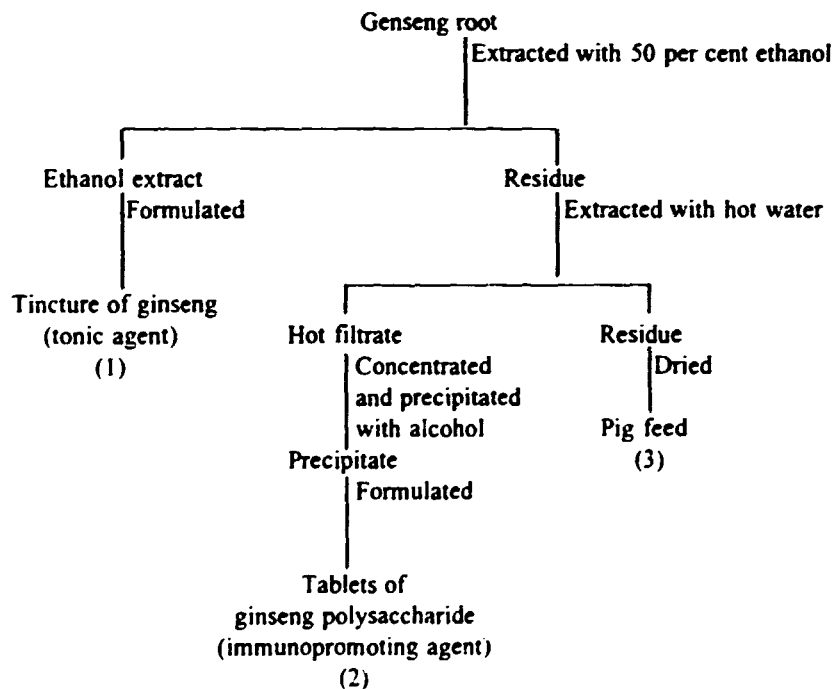 Genseng root
Extracted with 50 per cent ethanol
Ethanol extract
Formulated
Tincture of ginseng
(tonic agent)
(1)
Residue
Extracted with hot water
Hot filtrate
Concentrated
and precipitated
with alcohol
Precipitate
Formulated
Tablets of
ginseng polysaccharide
(immunopromoting agent)
(2)
Residue
Dried
Pig feed
(3)